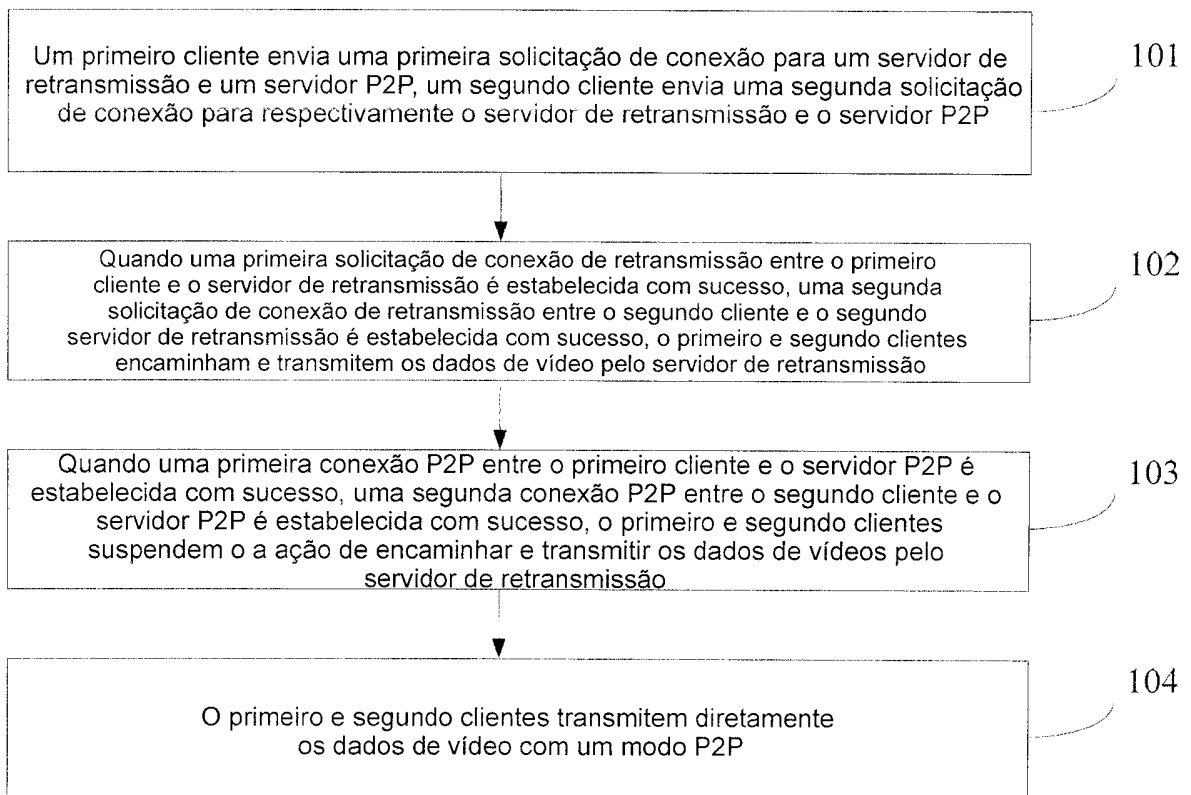 Um primeiro cliente envia uma primeira solicitação de conexão para um servidor de
retransmissão e um servidor P2P, um segundo cliente envia uma segunda solicitação
de conexão para respectivamente o servidor de retransmissão e o servidor P2P
101
Quando uma primeira solicitação de conexão de retransmissão entre o primeiro
cliente e o servidor de retransmissão é estabelecida com sucesso, uma segunda
solicitação de conexão de retransmissão entre o segundo cliente e o segundo
servidor de retransmissão é estabelecida com sucesso, o primeiro e segundo clientes
encaminham e transmitem os dados de vídeo pelo servidor de retransmissão
102
Quando uma primeira conexão P2P entre o primeiro cliente e o servidor P2P é
estabelecida com sucesso, uma segunda conexão P2P entre o segundo cliente e o
servidor P2P é estabelecida com sucesso, o primeiro e segundo clientes
suspendem o a ação de encaminhar e transmitir os dados de vídeos pelo
servidor de retransmissão
103
O primeiro e segundo clientes transmitem diretamente
os dados de vídeo com um modo P2P
104